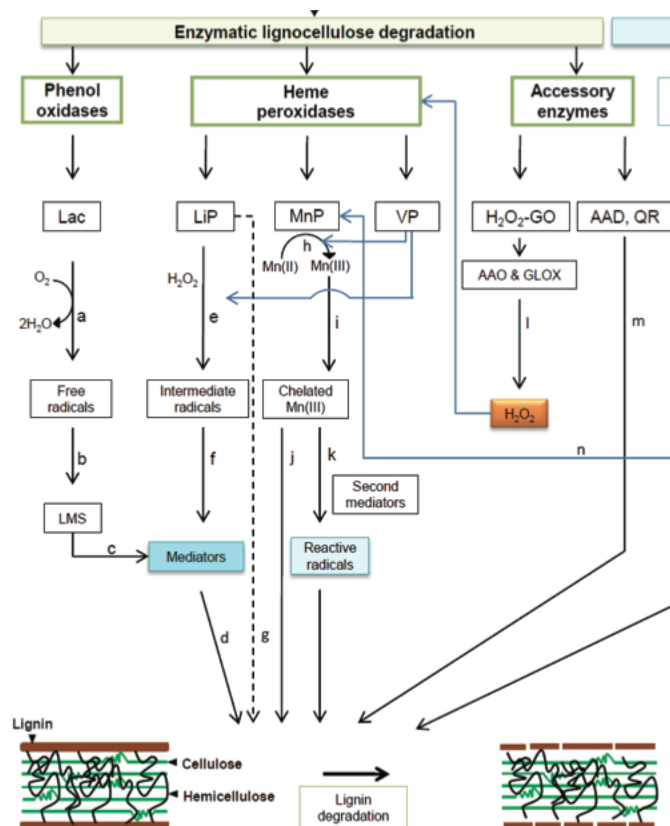 Enzymatic lignocellulose degradation
Phenol
oxidases
Heme
peroxidases
Accessory
enzymes
Lac
LiP
MnP
VP
H₂O₂-GO
AAD, QR
h
Mn(II)
Mn(III)
AAO & GLOX
O₂
2H₂O
a
H₂O₂
e
i
l
m
Free
radicals
Intermediate
radicals
Chelated
Mn(III)
H₂O₂
b
f
j
k
n
Second
mediators
LMS
c
Mediators
Reactive
radicals
d
g
Lignin
Cellulose
Hemicellulose
Lignin
degradation